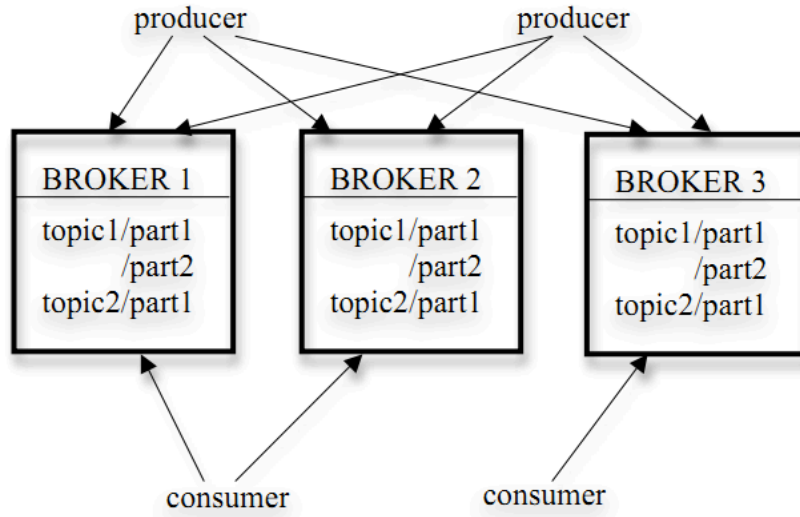 producer
producer
BROKER 1
topic1/part1
/part2
topic2/part1
BROKER 2
topic1/part1
/part2
topic2/part1
BROKER 3
topic1/part1
/part2
topic2/part1
consumer
consumer